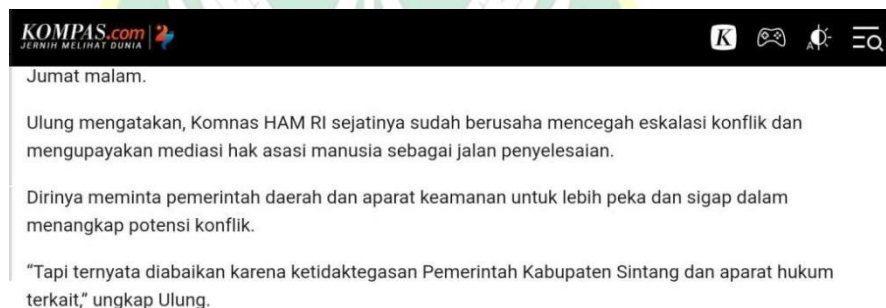 KOMPAS.com
JERNIH MELIHAT DUNIA
K
A
Jumat malam.
Ulung mengatakan, Komnas HAM RI sejatinya sudah berusaha mencegah eskalasi konflik dan
mengupayakan mediasi hak asasi manusia sebagai jalan penyelesaian.
Dirinya meminta pemerintah daerah dan aparat keamanan untuk lebih peka dan sigap dalam
menangkap potensi konflik.
“Tapi ternyata diabaikan karena ketidaktegasan Pemerintah Kabupaten Sintang dan aparat hukum
terkait,” ungkap Ulung.